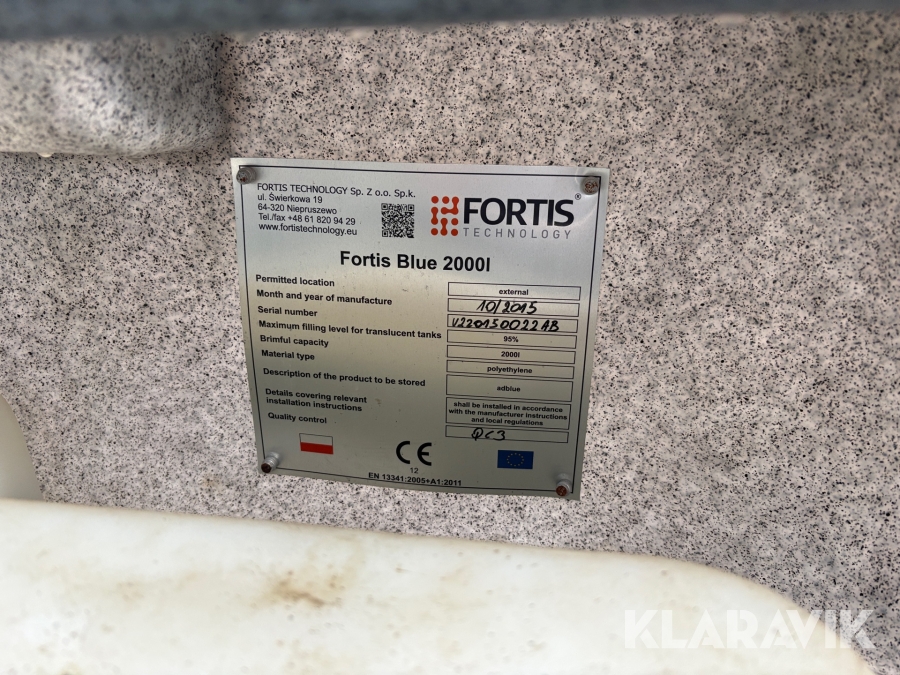 FORTIS TECHNOLOGY Sp. Z o.o. Sp.k.
ul. Świerkowa 19
64-320 Niepruszewo
Tel./fax +48 61 820 94 29
www.fortistechnology.eu
FORTIS®
TECHNOLOGY
Fortis Blue 2000l
Permitted location external
Month and year of manufacture 10/2015
Serial number V220150022AB
Maximum filling level for translucent tanks 95%
Brimful capacity 2000l
Material type polyethylene
Description of the product to be stored adblue
Details covering relevant
installation instructions
shall be installed in accordance
with the manufacturer instructions
and local regulations
Quality control QC3
CE
12
EN 13341:2005+A1:2011
KLARAVIK